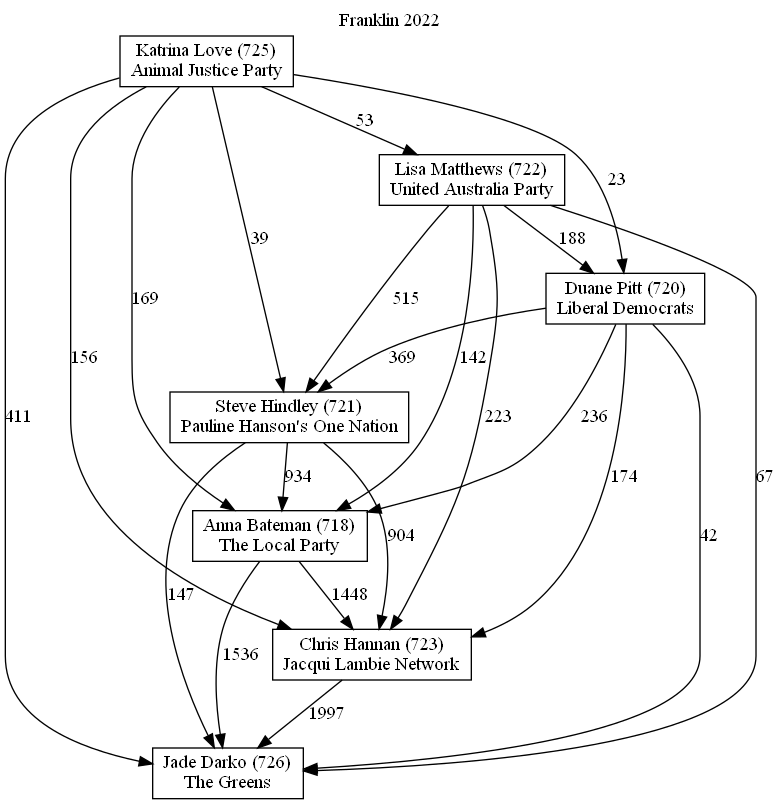 Franklin 2022
Katrina Love (725)
Animal Justice Party
53
Lisa Matthews (722)
United Australia Party
23
39
188
Duane Pitt (720)
Liberal Democrats
169
515
156
369
142
411
Steve Hindley (721)
Pauline Hanson's One Nation
223
236
934
174
67
Anna Bateman (718)
The Local Party
904
42
147
1448
1536
Chris Hannan (723)
Jacqui Lambie Network
1997
Jade Darko (726)
The Greens